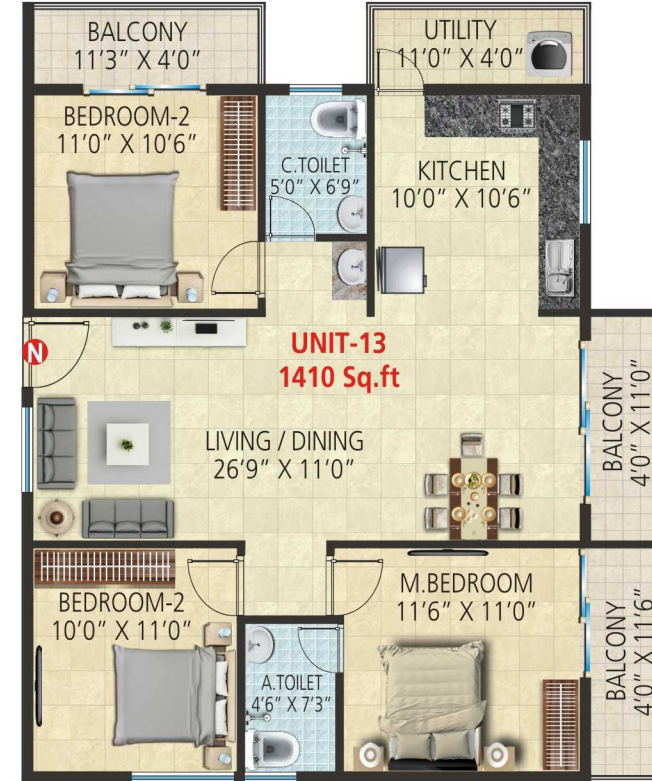 BALCONY
11'3" X 4'0"
UTILITY
11'0" X 4'0"
BEDROOM-2
11'0" X 10'6"
C.TOILET
5'0" X 6'9"
KITCHEN
10'0" X 10'6"
N
UNIT-13
1410 Sq.ft
BALCONY
4'0" X 11'0"
LIVING / DINING
26'9" X 11'0"
BEDROOM-2
10'0" X 11'0"
M.BEDROOM
11'6" X 11'0"
A.TOILET
4'6" X 7'3"
BALCONY
4'0" X 11'6"